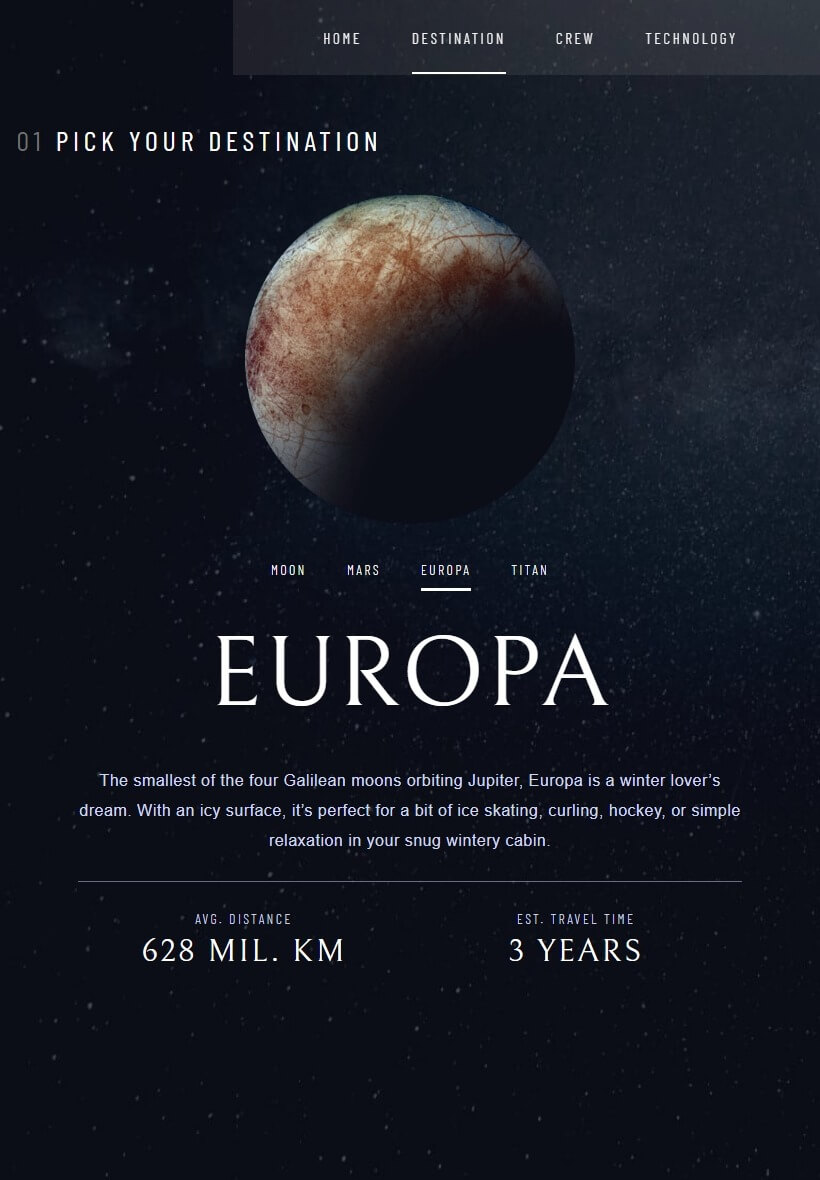 HOME DESTINATION CREW TECHNOLOGY
01 PICK YOUR DESTINATION
MOON MARS EUROPA TITAN
EUROPA
The smallest of the four Galilean moons orbiting Jupiter, Europa is a winter lover’s
dream. With an icy surface, it’s perfect for a bit of ice skating, curling, hockey, or simple
relaxation in your snug wintery cabin.
AVG. DISTANCE EST. TRAVEL TIME
628 MIL. KM 3 YEARS